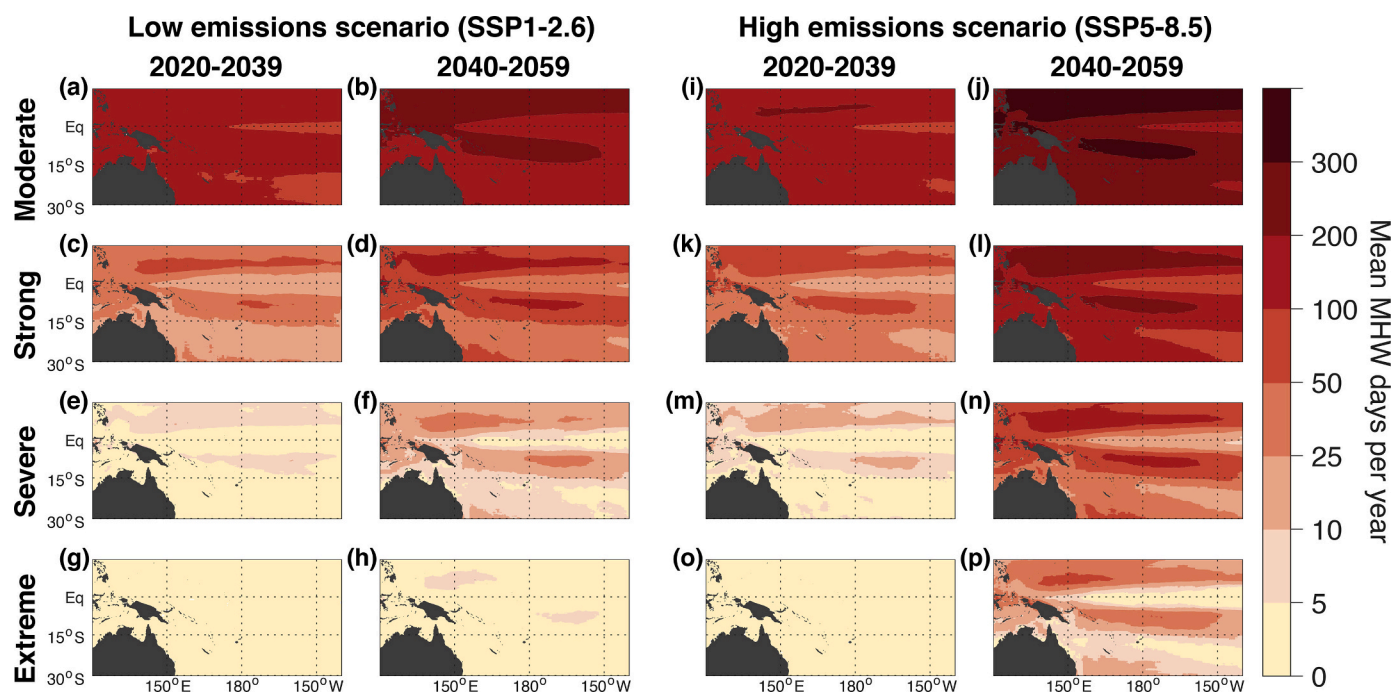 Low emissions scenario (SSP1-2.6)
High emissions scenario (SSP5-8.5)
2020-2039
2040-2059
2020-2039
2040-2059
Moderate
(a)
(b)
(i)
(j)
Eq
15°S
30°S
Strong
(c)
(d)
(k)
(l)
Eq
15°S
30°S
Severe
(e)
(f)
(m)
(n)
Eq
15°S
30°S
Extreme
(g)
(h)
(o)
(p)
Eq
15°S
30°S
150°E 180° 150°W
150°E 180° 150°W
150°E 180° 150°W
150°E 180° 150°W
300
200
100
50
25
10
5
0
Mean MHW days per year